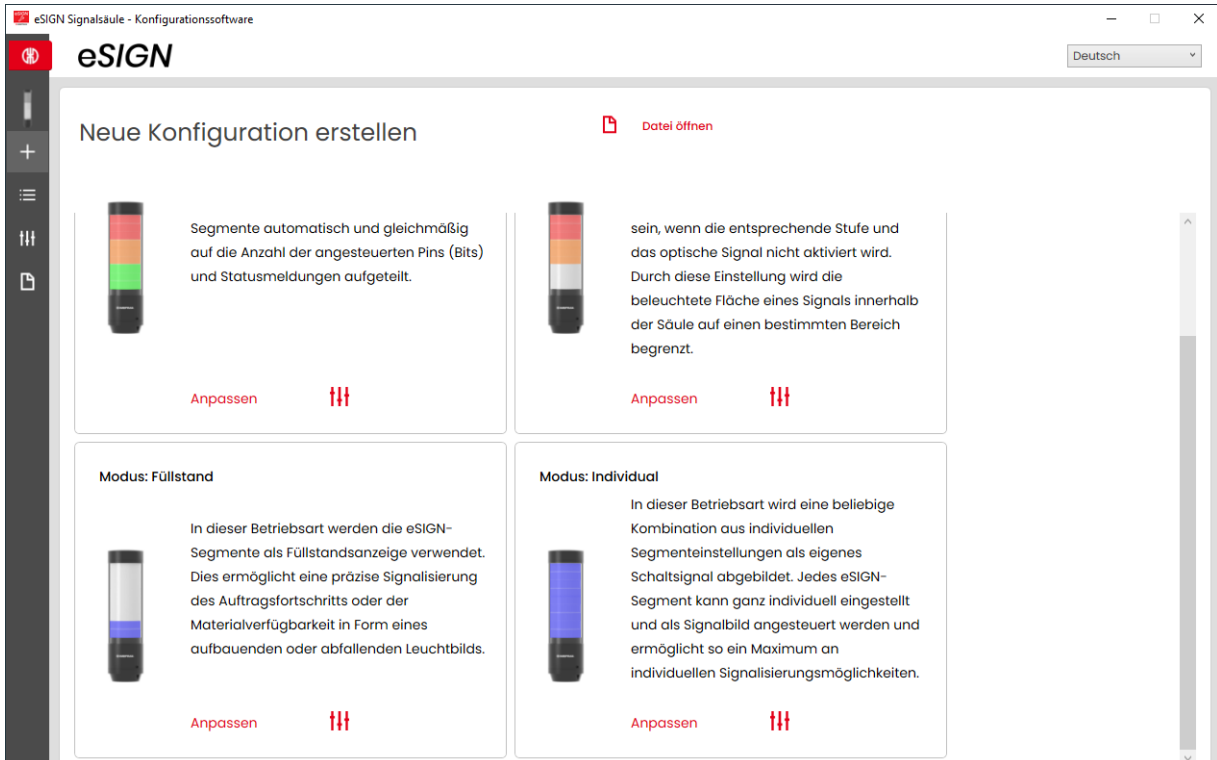 eSIGN Signalsäule - Konfigurationssoftware
eSIGN
Deutsch
Neue Konfiguration erstellen
Datei öffnen
Segmente automatisch und gleichmäßig
auf die Anzahl der angesteuerten Pins (Bits)
und Statusmeldungen aufgeteilt.
Anpassen
sein, wenn die entsprechende Stufe und
das optische Signal nicht aktiviert wird.
Durch diese Einstellung wird die
beleuchtete Fläche eines Signals innerhalb
der Säule auf einen bestimmten Bereich
begrenzt.
Anpassen
Modus: Füllstand
In dieser Betriebsart werden die eSIGN-
Segmente als Füllstandsanzeige verwendet.
Dies ermöglicht eine präzise Signalisierung
des Auftragsfortschritts oder der
Materialverfügbarkeit in Form eines
aufbauenden oder abfallenden Leuchtbilds.
Anpassen
Modus: Individual
In dieser Betriebsart wird eine beliebige
Kombination aus individuellen
Segmenteinstellungen als eigenes
Schaltsignal abgebildet. Jedes eSIGN-
Segment kann ganz individuell eingestellt
und als Signalbild angesteuert werden und
ermöglicht so ein Maximum an
individuellen Signalisierungsmöglichkeiten.
Anpassen